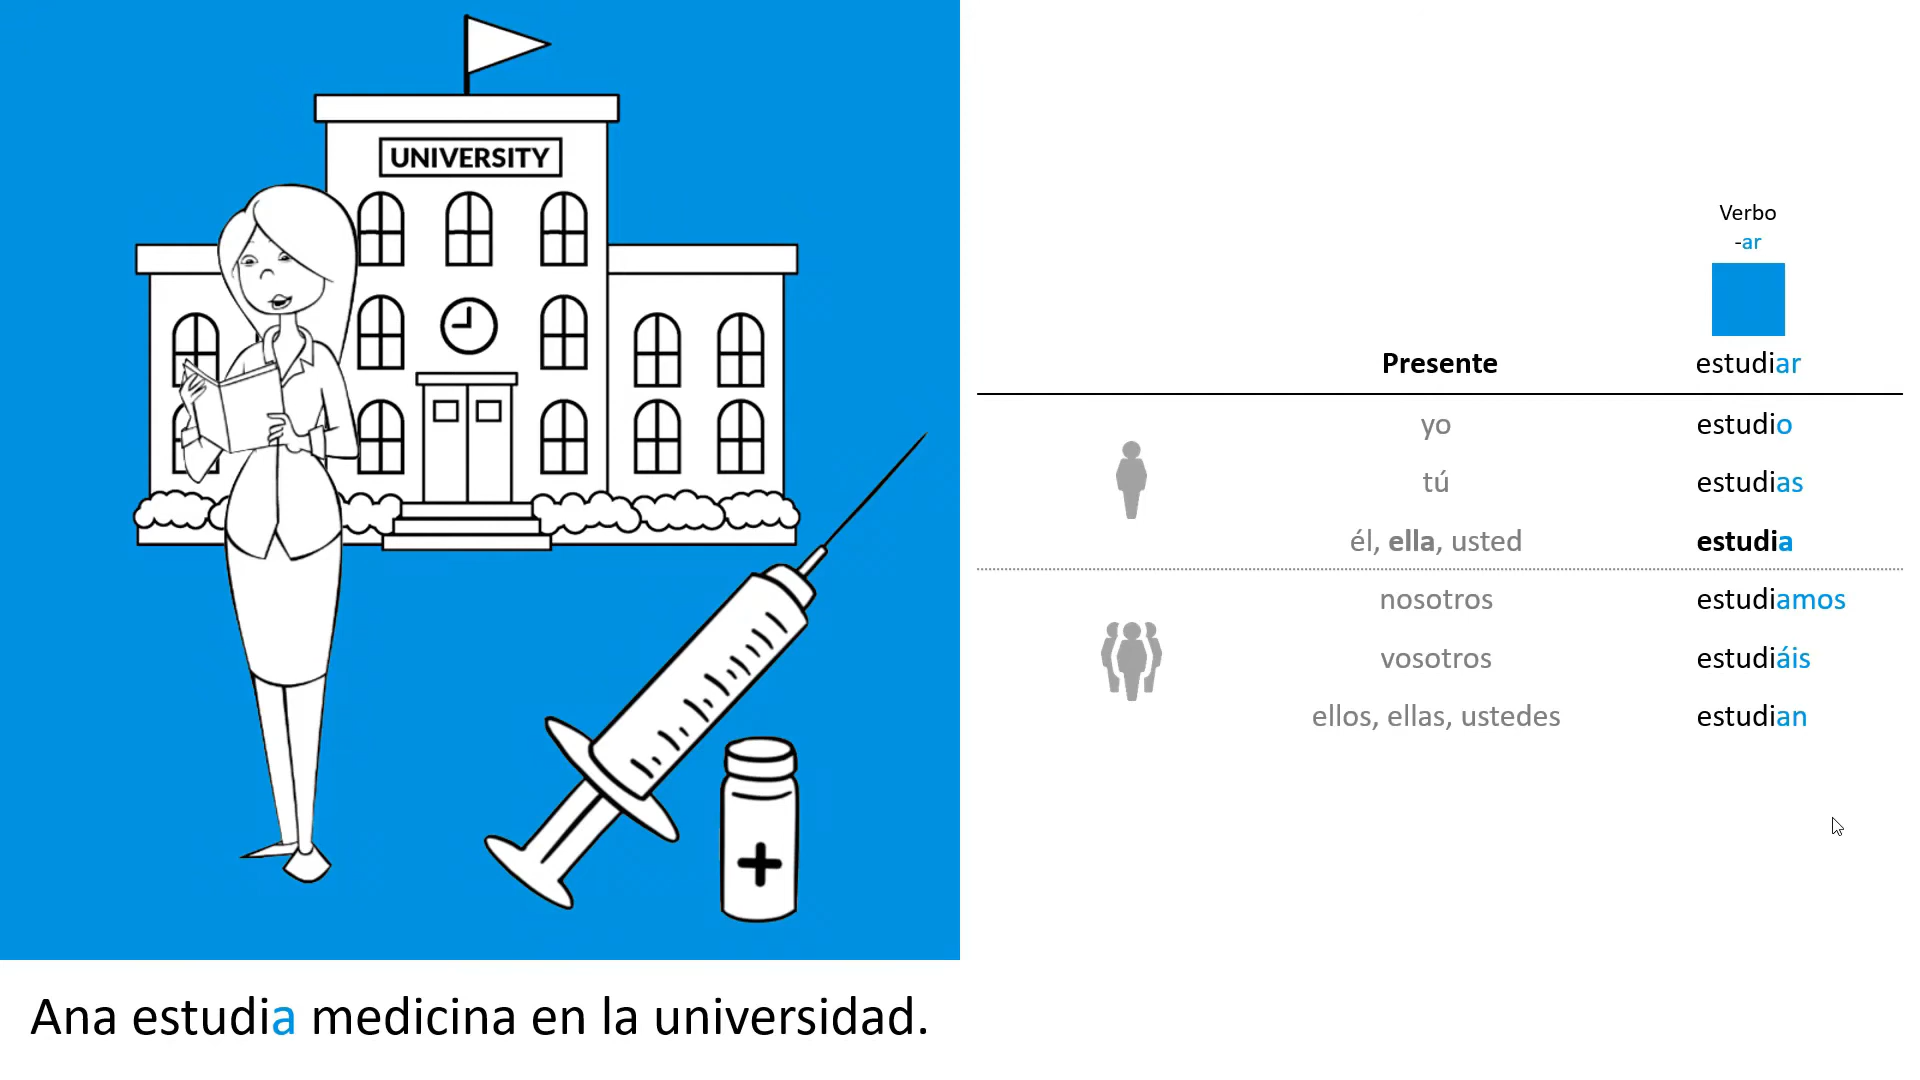 UNIVERSITY
Ana estudia medicina en la universidad.
Verbo
-ar
Presente estudiar
yo estudio
tú estudias
él, ella, usted estudia
nosotros estudiamos
vosotros estudiáis
ellos, ellas, ustedes estudian